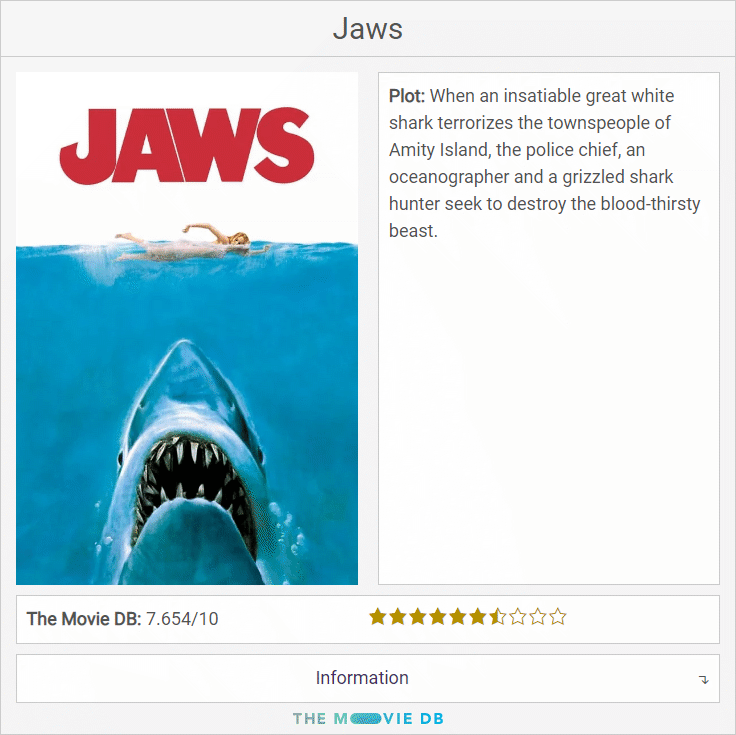 Jaws
JAWS
Plot: When an insatiable great white
shark terrorizes the townspeople of
Amity Island, the police chief, an
oceanographer and a grizzled shark
hunter seek to destroy the blood-thirsty
beast.
The Movie DB: 7.654/10
Information
THE MOVIE DB